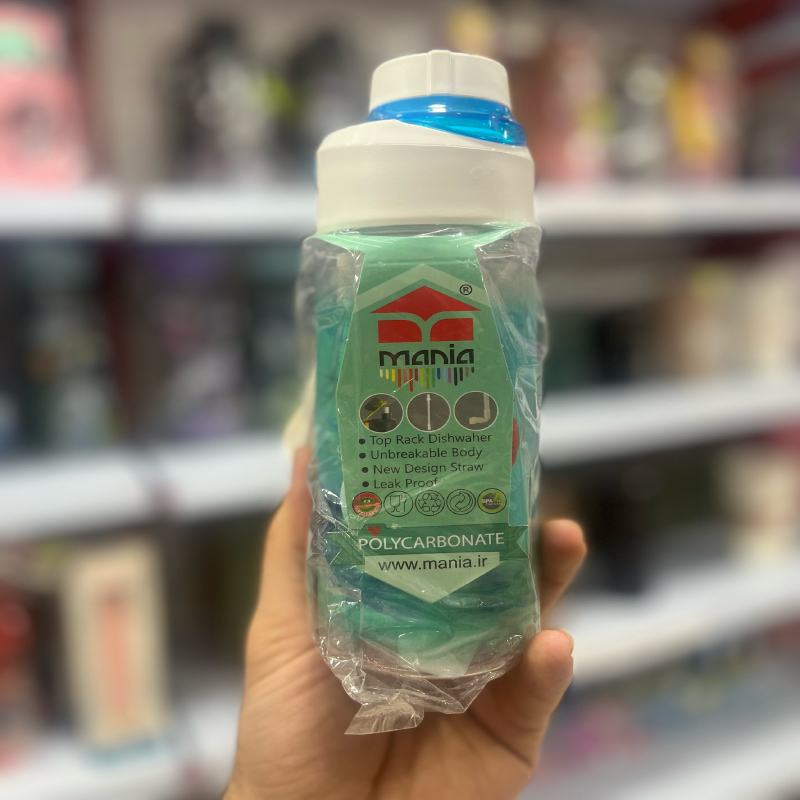 ®
mania
Top Rack Dishwaher
Unbreakable Body
New Design Straw
Leak Proof
POLYCARBONATE
www.mania.ir